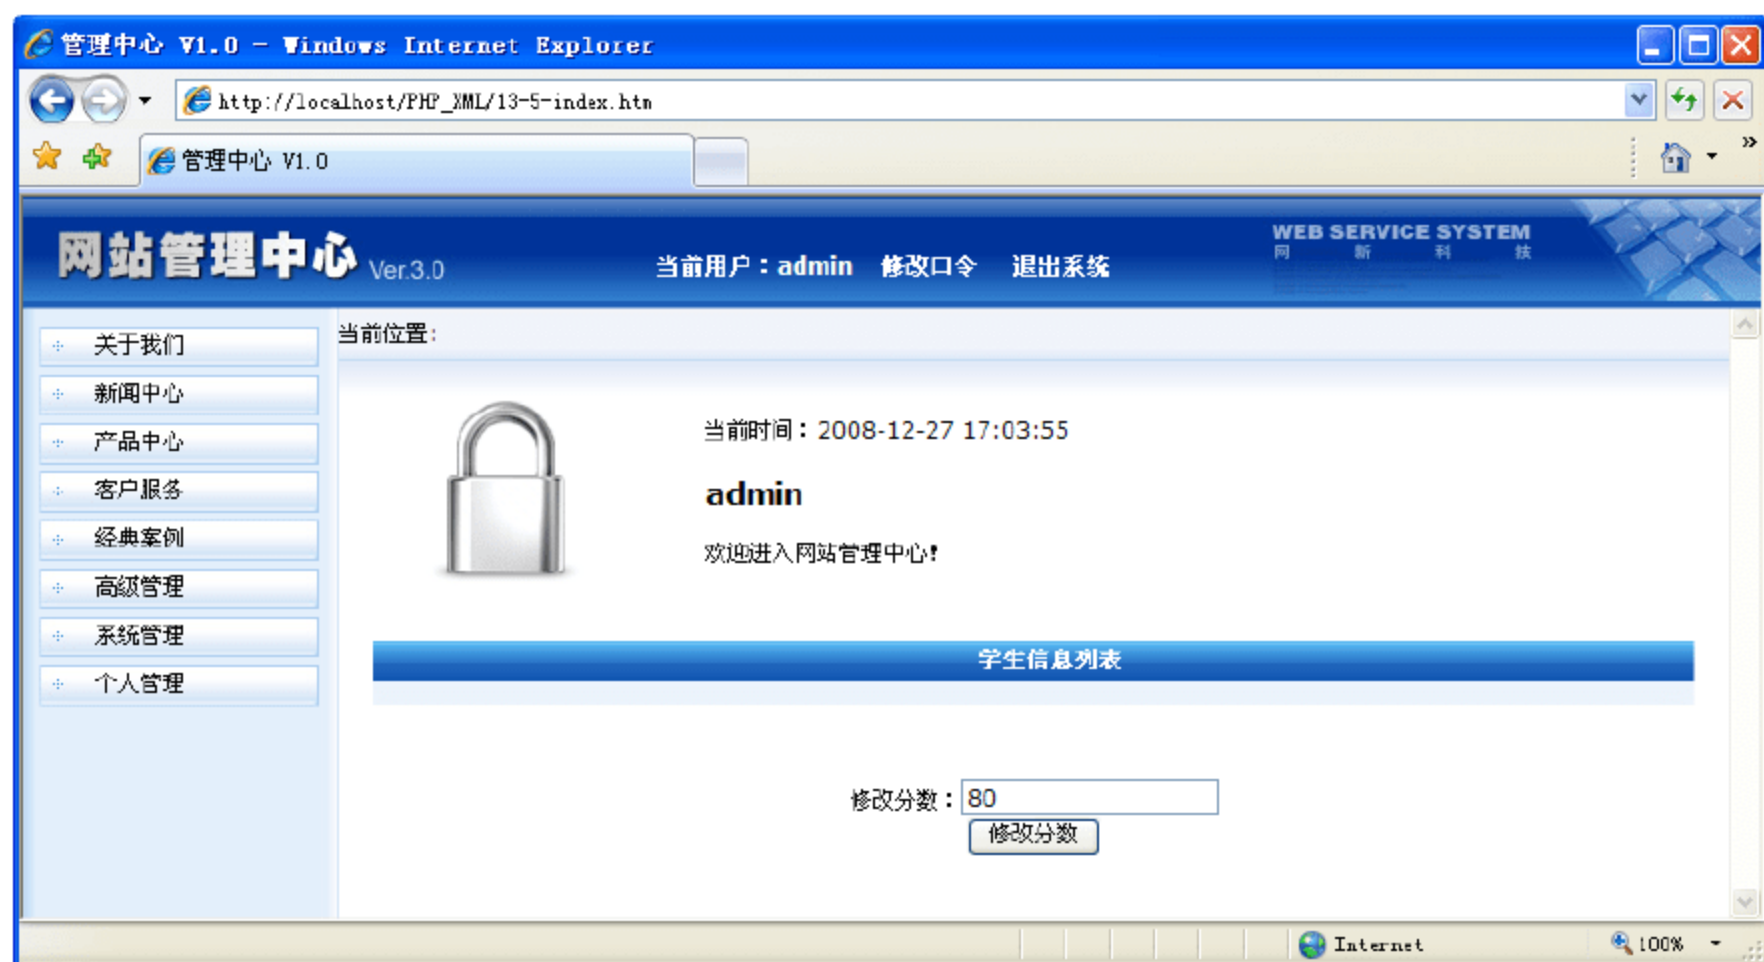 管理中心 V1.0 - Windows Internet Explorer
http://localhost/PHP_XML/13-5-index.htm
管理中心 V1.0
网站管理中心 Ver.3.0
当前用户：admin 修改口令 退出系统
WEB SERVICE SYSTEM
网 新 科 技
关于我们
新闻中心
产品中心
客户服务
经典案例
高级管理
系统管理
个人管理
当前位置:
当前时间：2008-12-27 17:03:55
admin
欢迎进入网站管理中心!
学生信息列表
修改分数：80
修改分数
Internet
100%